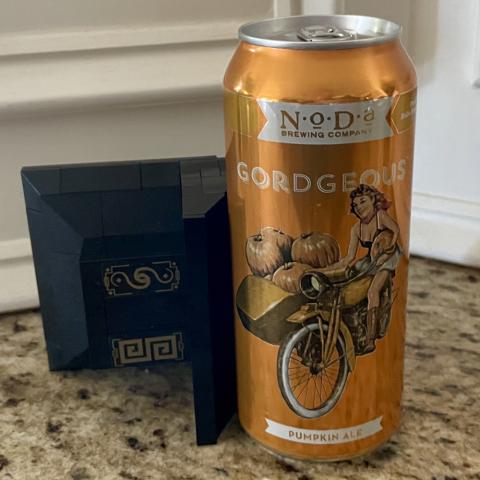 NoDa
BREWING COMPANY
GORDGEOUS
PUMPKIN ALE